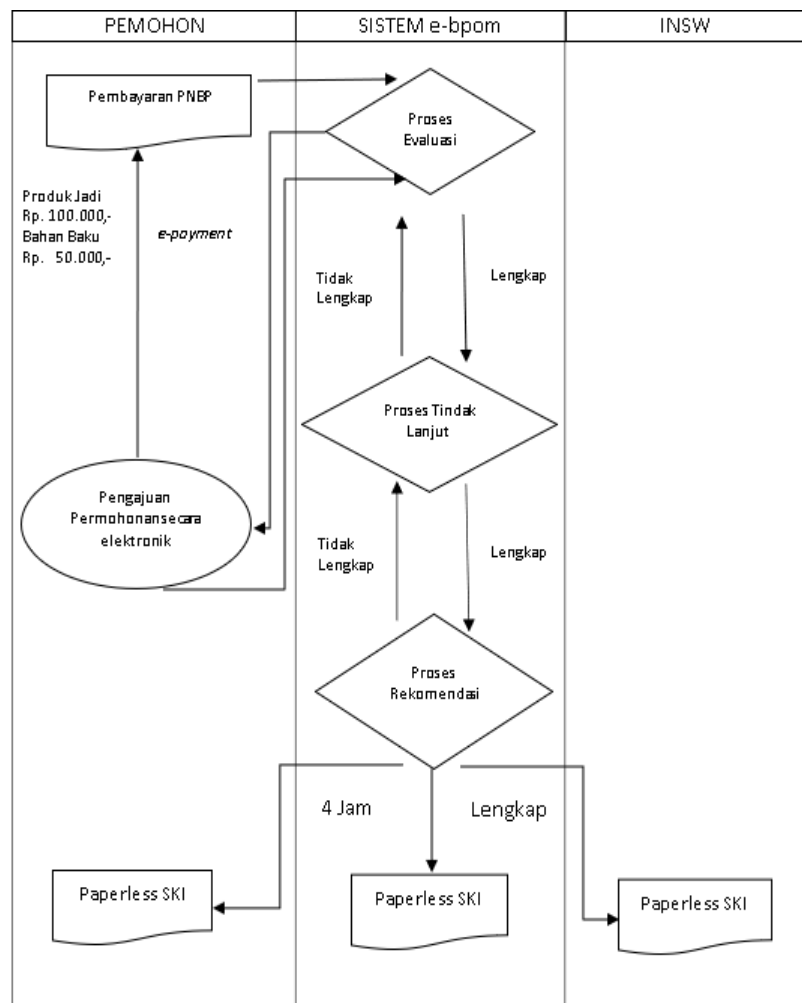 PEMOHON
SISTEM e-bpom
INSW
Pembayaran PNBP
Proses
Evaluasi
Produk Jadi
Rp. 100.000,-
Bahan Baku
Rp. 50.000,-
e-payment
Tidak
Lengkap
Lengkap
Proses Tindak
Lanjut
Pengajuan
Permohonansecara
elektronik
Tidak
Lengkap
Lengkap
Proses
Rekomendasi
4 Jam
Lengkap
Paperless SKI
Paperless SKI
Paperless SKI